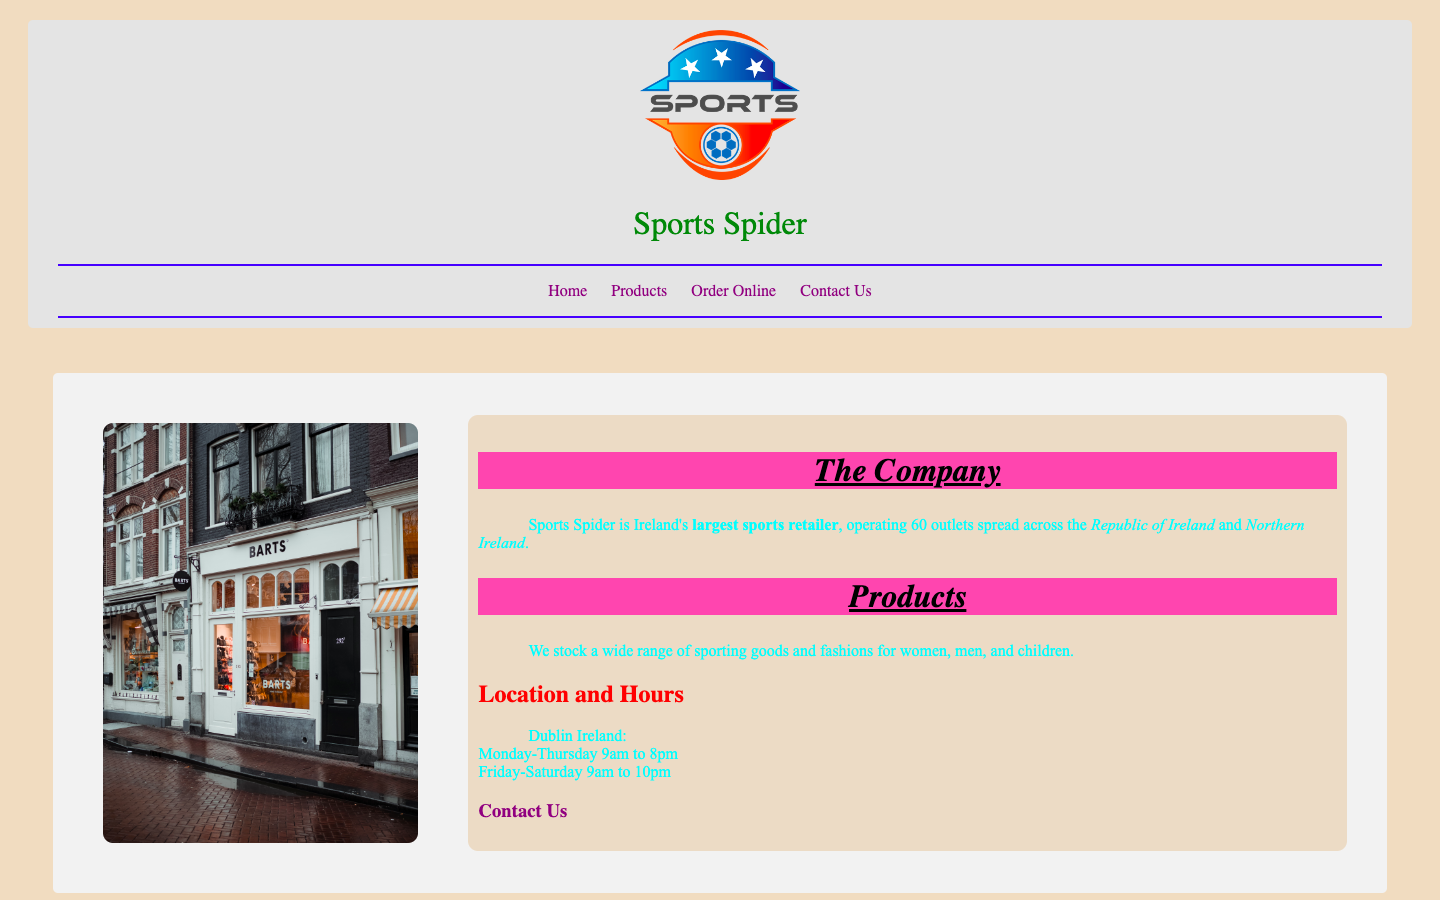 SPORTS
Sports Spider
Home Products Order Online Contact Us
BARTS
BARTS
BARTS
The Company
Sports Spider is Ireland's largest sports retailer, operating 60 outlets spread across the Republic of Ireland and Northern
Ireland.
Products
We stock a wide range of sporting goods and fashions for women, men, and children.
Location and Hours
Dublin Ireland:
Monday-Thursday 9am to 8pm
Friday-Saturday 9am to 10pm
Contact Us